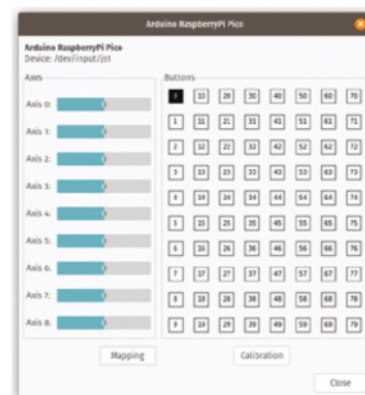 Arduino RaspberryPi Pico
Arduino RaspberryPi Pico
Device: /dev/input/js1
Axes
Buttons
Axis 0:
Axis 1:
Axis 2:
Axis 3:
Axis 4:
Axis 5:
Axis 6:
Axis 7:
Axis 8:
0 10 20 30 40 50 60 70
1 11 21 31 41 51 61 71
2 12 22 32 42 52 62 72
3 13 23 33 43 53 63 73
4 14 24 34 44 54 64 74
5 15 25 35 45 55 65 75
6 16 26 36 46 56 66 76
7 17 27 37 47 57 67 77
8 18 28 38 48 58 68 78
9 19 29 39 49 59 69 79
Mapping Calibration
Close